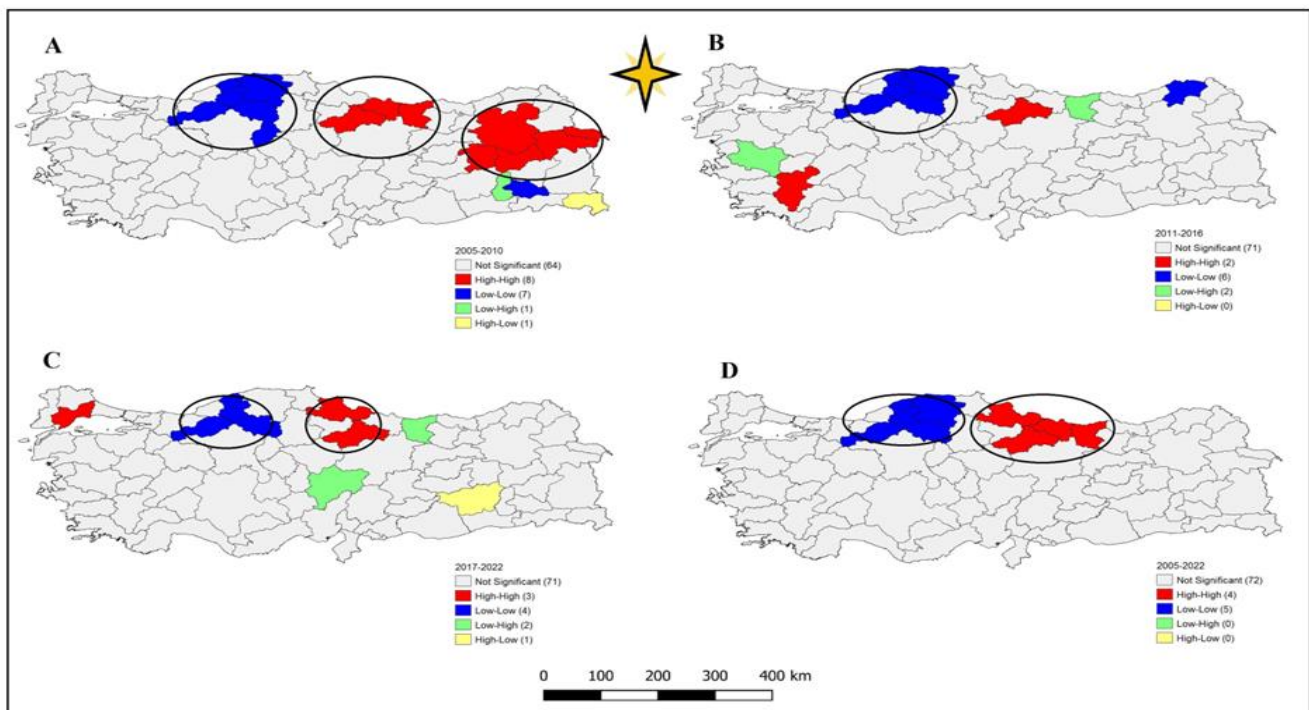 A
B
2005-2010
Not Significant (64)
High-High (8)
Low-Low (7)
Low-High (1)
High-Low (1)
2011-2016
Not Significant (71)
High-High (2)
Low-Low (6)
Low-High (2)
High-Low (0)
C
D
2017-2022
Not Significant (71)
High-High (3)
Low-Low (4)
Low-High (2)
High-Low (1)
2005-2022
Not Significant (72)
High-High (4)
Low-Low (5)
Low-High (0)
High-Low (0)
0 100 200 300 400 km